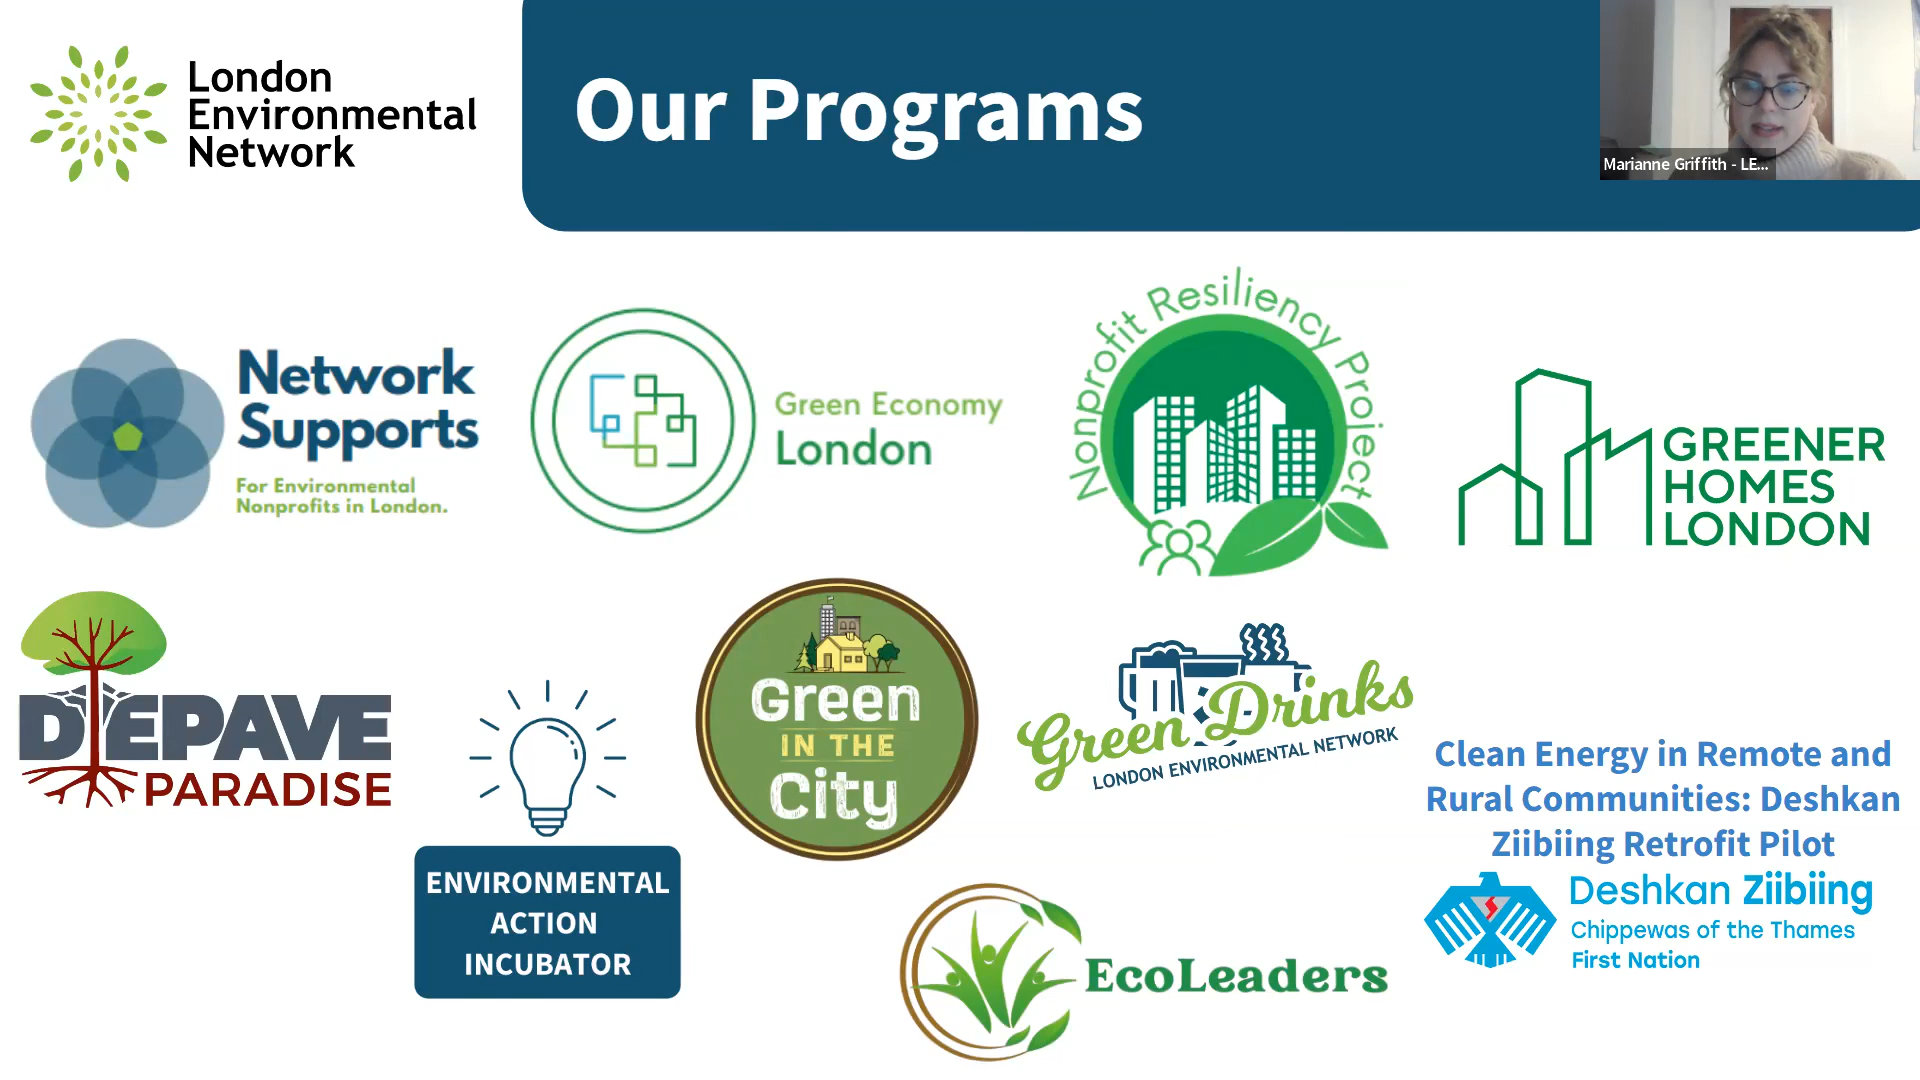 London
Environmental
Network
Our Programs
Marianne Griffith - LE...
Network
Supports
For Environmental
Nonprofits in London.
Green Economy
London
Nonprofit Resiliency Project
GREENER
HOMES
LONDON
DEPAVE
PARADISE
ENVIRONMENTAL
ACTION
INCUBATOR
Green
IN THE
City
Green Drinks
LONDON ENVIRONMENTAL NETWORK
EcoLeaders
Clean Energy in Remote and
Rural Communities: Deshkan
Ziibiing Retrofit Pilot
Deshkan Ziibiing
Chippewas of the Thames
First Nation